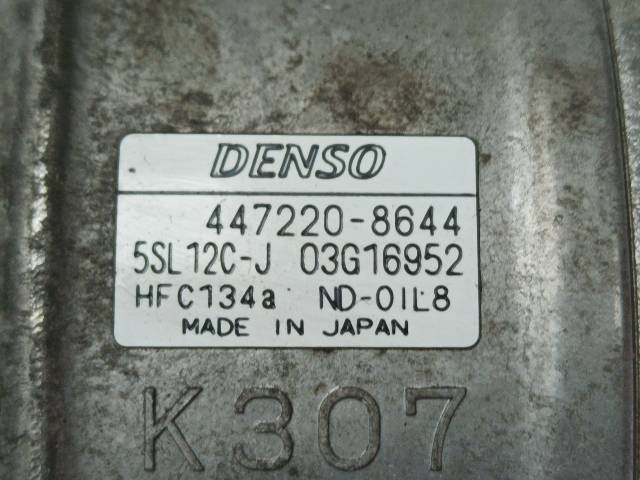 DENSO
447220-8644
5SL12C-J 03G16952
HFC134a ND-OIL8
MADE IN JAPAN
K307